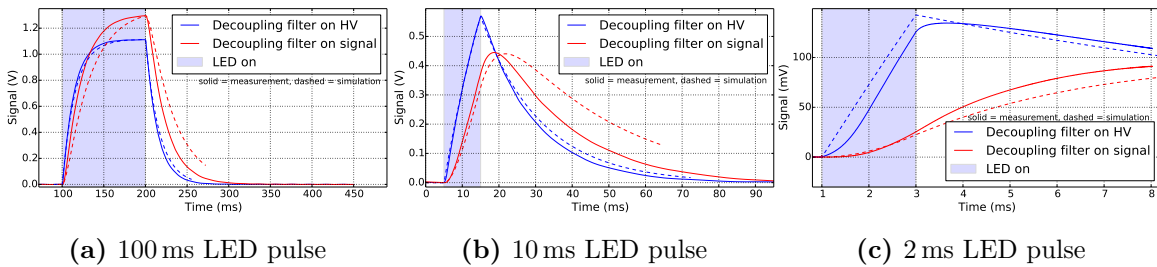 Signal (V)
1.2
1.0
0.8
0.6
0.4
0.2
0.0
Decoupling filter on HV
Decoupling filter on signal
LED on
solid = measurement, dashed = simulation
100 150 200 250 300 350 400 450
Time (ms)
(a) 100 ms LED pulse
Signal (V)
0.5
0.4
0.3
0.2
0.1
0.0
Decoupling filter on HV
Decoupling filter on signal
LED on
solid = measurement, dashed = simulation
0 10 20 30 40 50 60 70 80 90
Time (ms)
(b) 10 ms LED pulse
Signal (mV)
100
50
0
solid = measurement, dashed = simulation
Decoupling filter on HV
Decoupling filter on signal
LED on
1 2 3 4 5 6 7 8
Time (ms)
(c) 2 ms LED pulse